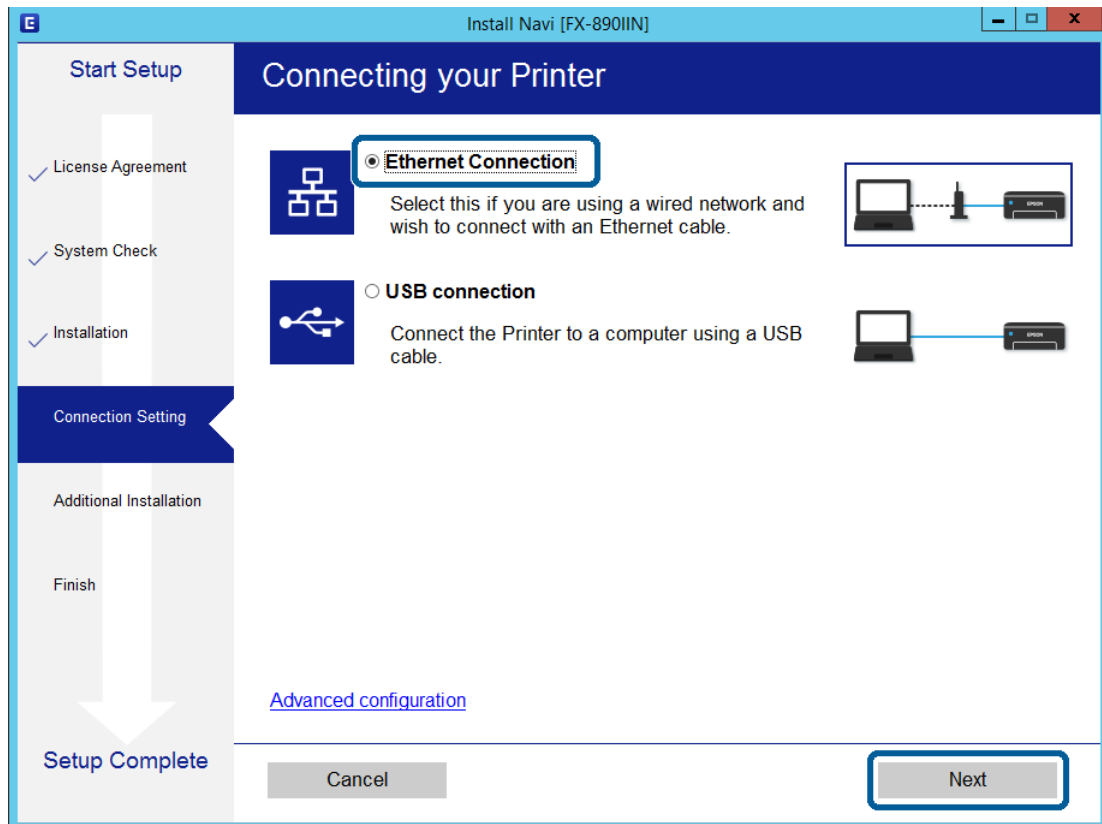 Install Navi [FX-890IIN]
Start Setup
Connecting your Printer
License Agreement
System Check
Installation
Connection Setting
Additional Installation
Finish
Setup Complete
Ethernet Connection
Select this if you are using a wired network and
wish to connect with an Ethernet cable.
EPSON
USB connection
Connect the Printer to a computer using a USB
cable.
EPSON
Advanced configuration
Cancel
Next